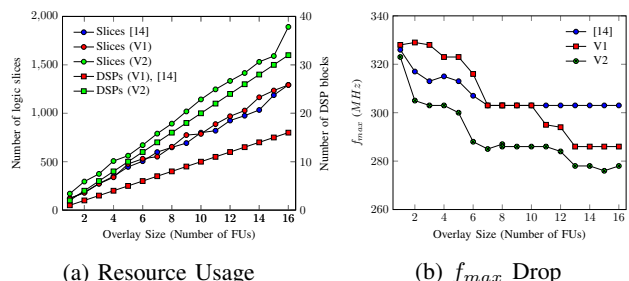 2,000
1,500
1,000
500
0
Number of logic slices
40
30
20
10
0
Number of DSP blocks
Slices [14]
Slices (V1)
Slices (V2)
DSPs (V1), [14]
DSPs (V2)
2 4 6 8 10 12 14 16
Overlay Size (Number of FUs)
(a) Resource Usage
340
320
300
280
260
f_max (MHz)
[14]
V1
V2
2 4 6 8 10 12 14 16
Overlay Size (Number of FUs)
(b) f_max Drop